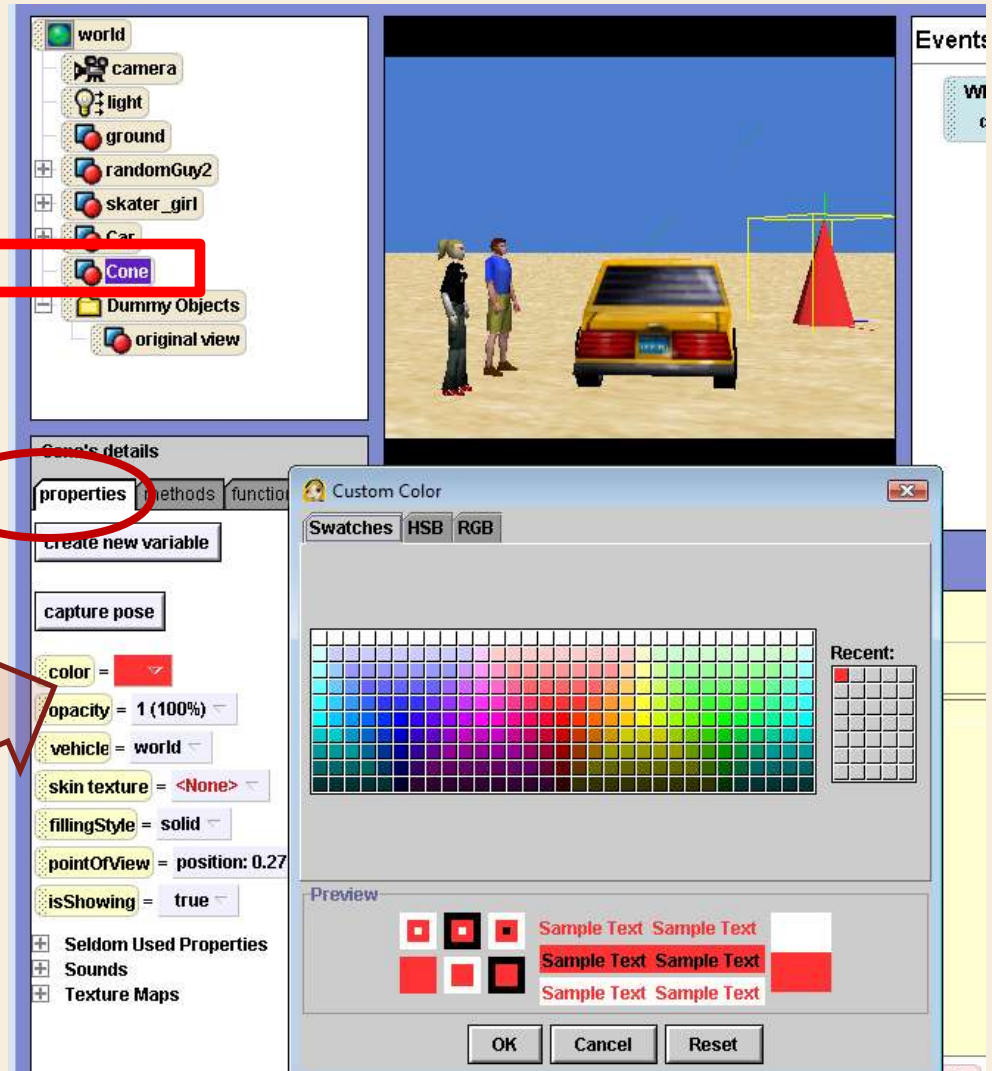 world
camera
light
ground
randomGuy2
skater_girl
Car
Cone
Dummy Objects
original view
Events
Cone's details
properties methods function
create new variable
capture pose
color =
opacity = 1 (100%)
vehicle = world
skin texture = <None>
fillingStyle = solid
pointOfView = position: 0.27
isShowing = true
Seldom Used Properties
Sounds
Texture Maps
Custom Color
Swatches HSB RGB
Recent:
Preview
Sample Text Sample Text
Sample Text Sample Text
Sample Text Sample Text
OK Cancel Reset